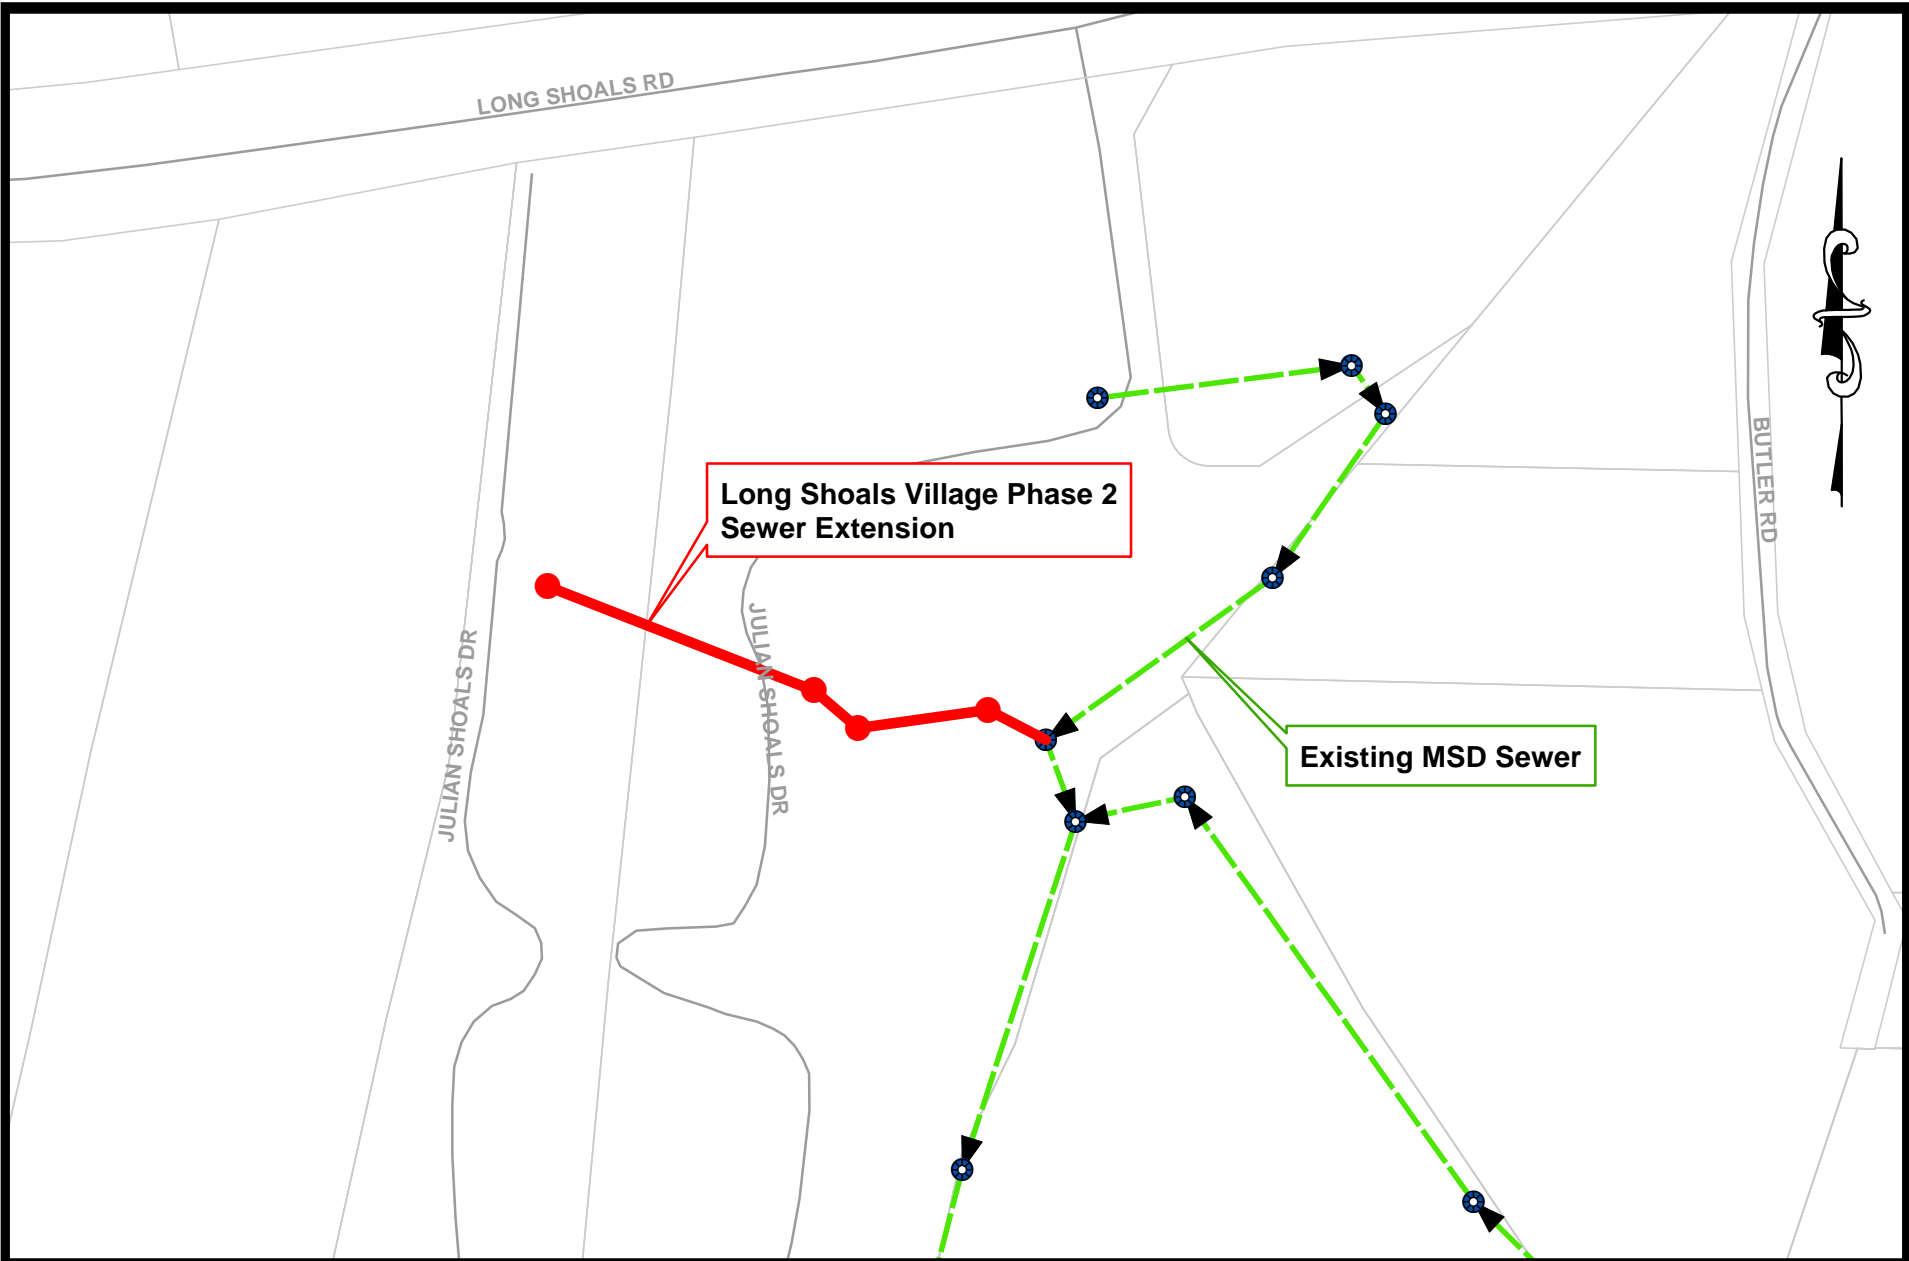 LONG SHOALS RD
BUTLER RD
Long Shoals Village Phase 2
Sewer Extension
JULIAN SHOALS DR
JULIAN SHOALS DR
Existing MSD Sewer